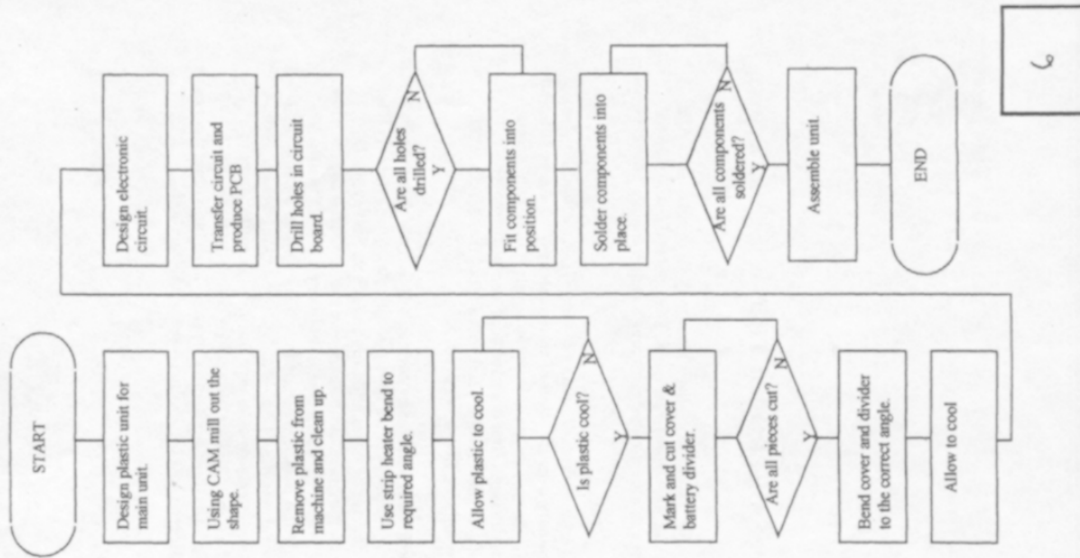 START
Design plastic unit for
main unit.
Using CAM mill out the
shape.
Remove plastic from
machine and clean up.
Use strip heater bend to
required angle.
Allow plastic to cool.
Is plastic cool?
N
Y
Mark and cut cover &
battery divider.
Are all pieces cut?
N
Y
Bend cover and divider
to the correct angle.
Allow to cool
Design electronic
circuit.
Transfer circuit and
produce PCB
Drill holes in circuit
board.
Are all holes
drilled?
N
Y
Fit components into
position.
Solder components into
place.
Are all components
soldered?
N
Y
Assemble unit.
END
6